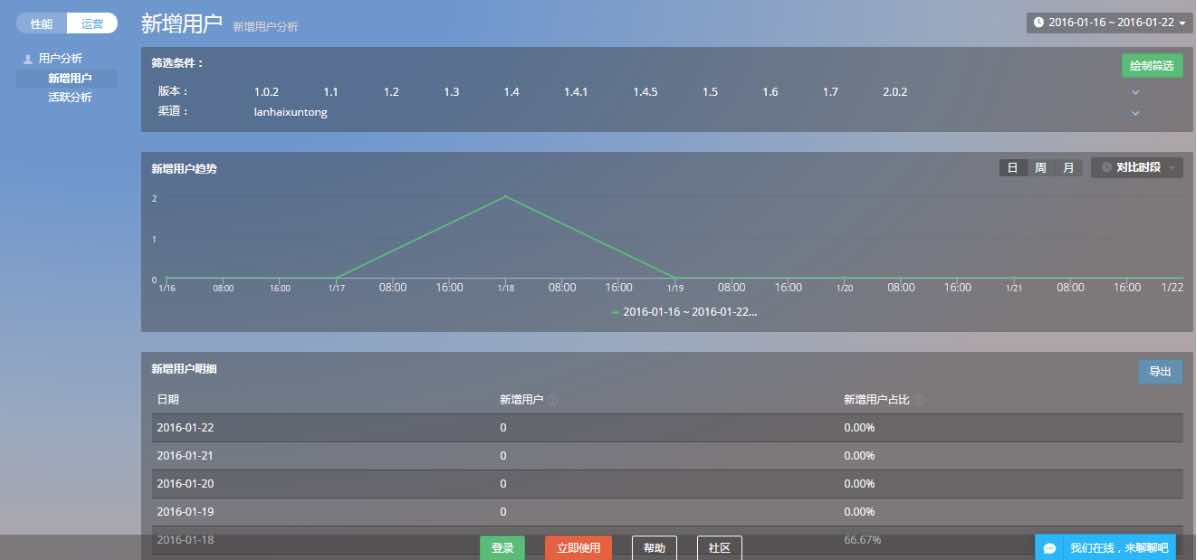 性能 运营
用户分析
新增用户
活跃分析
新增用户 新增用户分析
2016-01-16 ~ 2016-01-22
筛选条件：
绘制筛选
版本： 1.0.2 1.1 1.2 1.3 1.4 1.4.1 1.4.5 1.5 1.6 1.7 2.0.2
渠道： lanhaixuntong
新增用户趋势
日 周 月 对比时段
2
1
0
1/16 08:00 16:00 1/17 08:00 16:00 1/18 08:00 16:00 1/19 08:00 16:00 1/20 08:00 16:00 1/21 08:00 16:00 1/22
2016-01-16 ~ 2016-01-22...
新增用户明细
导出
日期 新增用户 新增用户占比
2016-01-22 0 0.00%
2016-01-21 0 0.00%
2016-01-20 0 0.00%
2016-01-19 0 0.00%
2016-01-18 66.67%
登录 立即使用 帮助 社区
我们在线，来聊聊吧